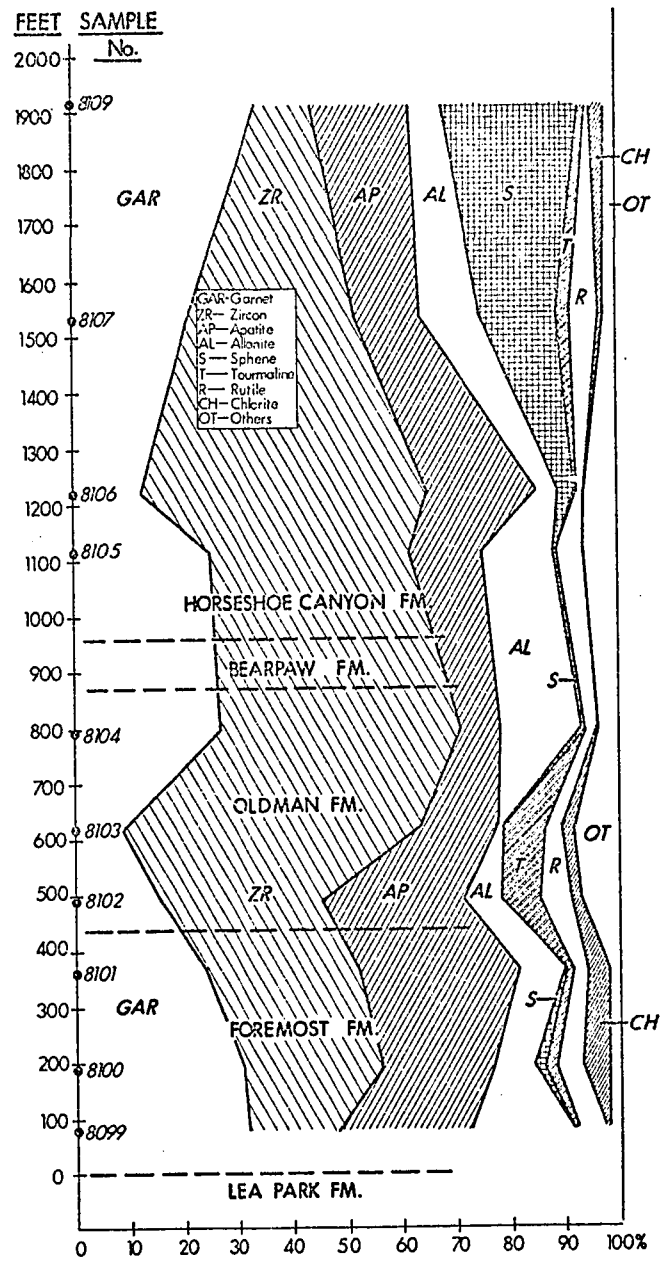 FEET SAMPLE
No.
2000
1900
1800
1700
1600
1500
1400
1300
1200
1100
1000
900
800
700
600
500
400
300
200
100
0
8109
8107
8106
8105
8104
8103
8102
8101
8100
8099
GAR
ZR
AP
AL
S
T
R
CH
OT
GAR-Garnet
ZR-Zircon
AP-Apatite
AL-Allanite
S-Sphene
T-Tourmaline
R-Rutile
CH-Chlorite
OT-Others
HORSESHOE CANYON FM.
BEARPAW FM.
AL
S
OLDMAN FM.
ZR
AP
AL
T
R
OT
GAR
S
CH
FOREMOST FM.
LEA PARK FM.
0 10 20 30 40 50 60 70 80 90 100%